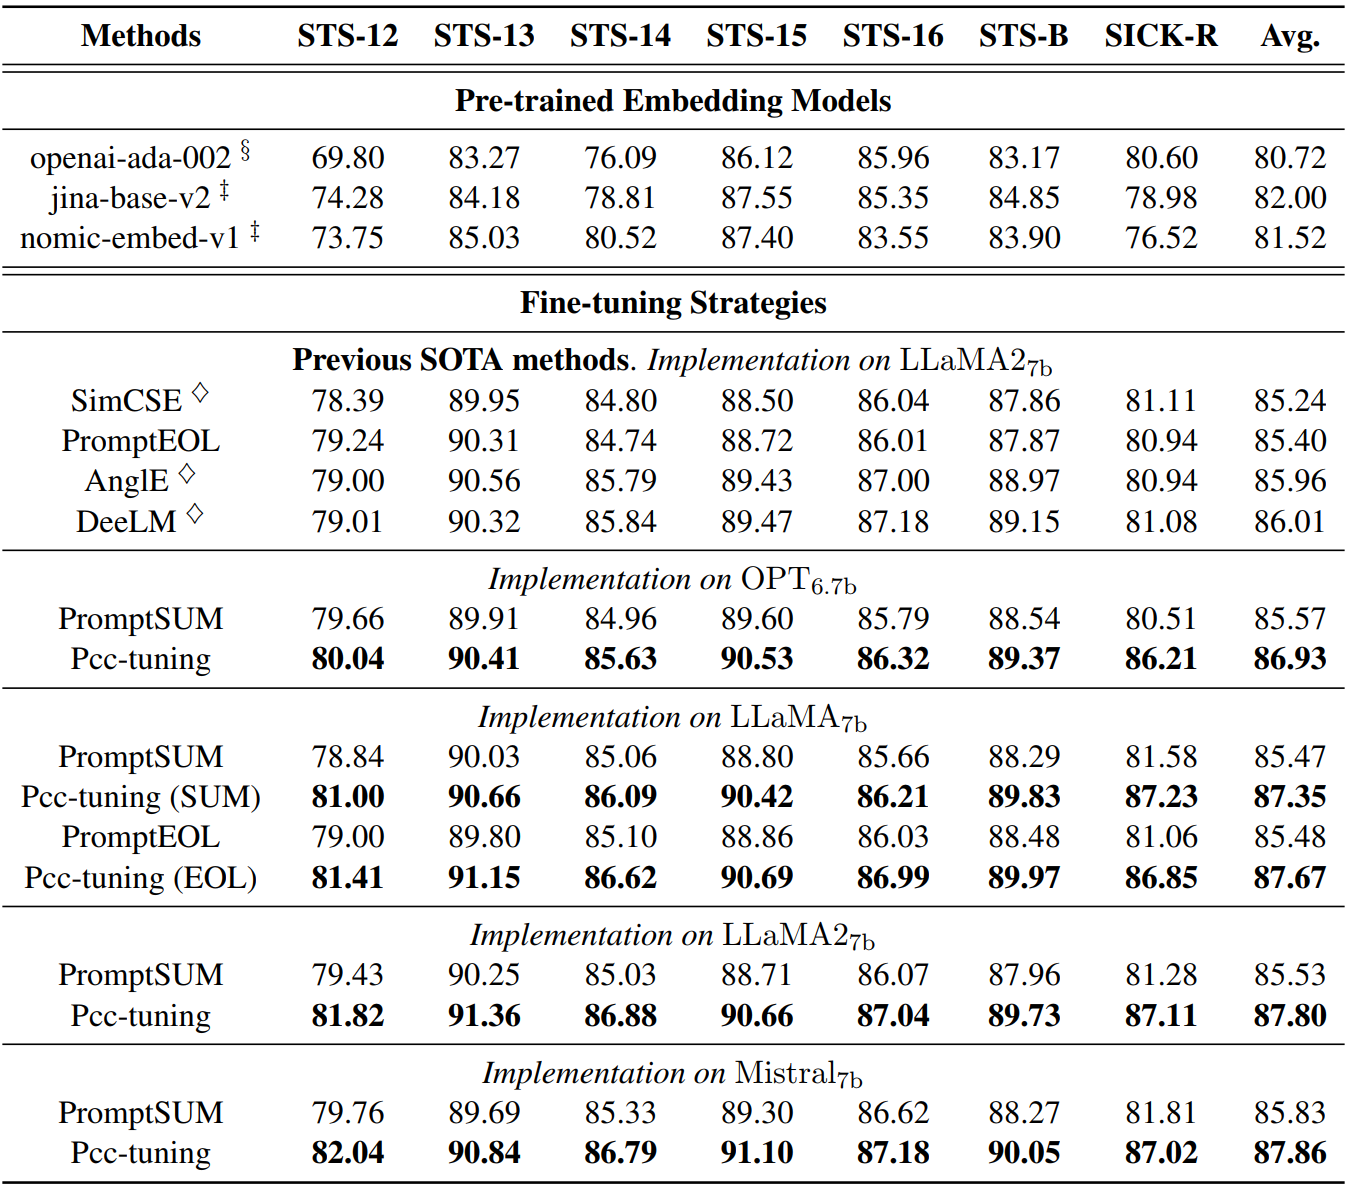 Methods STS-12 STS-13 STS-14 STS-15 STS-16 STS-B SICK-R Avg.
Pre-trained Embedding Models
openai-ada-002 § 69.80 83.27 76.09 86.12 85.96 83.17 80.60 80.72
jina-base-v2 ‡ 74.28 84.18 78.81 87.55 85.35 84.85 78.98 82.00
nomic-embed-v1 ‡ 73.75 85.03 80.52 87.40 83.55 83.90 76.52 81.52
Fine-tuning Strategies
Previous SOTA methods. Implementation on LLaMA2₇b
SimCSE ♢ 78.39 89.95 84.80 88.50 86.04 87.86 81.11 85.24
PromptEOL 79.24 90.31 84.74 88.72 86.01 87.87 80.94 85.40
AnglE ♢ 79.00 90.56 85.79 89.43 87.00 88.97 80.94 85.96
DeeLM ♢ 79.01 90.32 85.84 89.47 87.18 89.15 81.08 86.01
Implementation on OPT₆.₇b
PromptSUM 79.66 89.91 84.96 89.60 85.79 88.54 80.51 85.57
Pcc-tuning 80.04 90.41 85.63 90.53 86.32 89.37 86.21 86.93
Implementation on LLaMA₇b
PromptSUM 78.84 90.03 85.06 88.80 85.66 88.29 81.58 85.47
Pcc-tuning (SUM) 81.00 90.66 86.09 90.42 86.21 89.83 87.23 87.35
PromptEOL 79.00 89.80 85.10 88.86 86.03 88.48 81.06 85.48
Pcc-tuning (EOL) 81.41 91.15 86.62 90.69 86.99 89.97 86.85 87.67
Implementation on LLaMA2₇b
PromptSUM 79.43 90.25 85.03 88.71 86.07 87.96 81.28 85.53
Pcc-tuning 81.82 91.36 86.88 90.66 87.04 89.73 87.11 87.80
Implementation on Mistral₇b
PromptSUM 79.76 89.69 85.33 89.30 86.62 88.27 81.81 85.83
Pcc-tuning 82.04 90.84 86.79 91.10 87.18 90.05 87.02 87.86